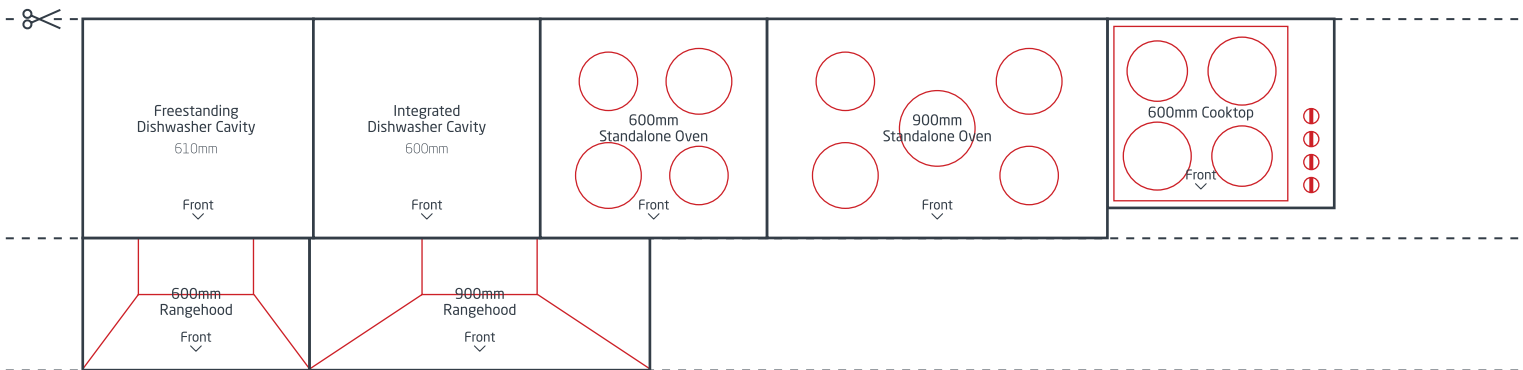 Freestanding
Dishwasher Cavity
610mm
Front
Integrated
Dishwasher Cavity
600mm
Front
600mm
Standalone Oven
Front
900mm
Standalone Oven
Front
600mm Cooktop
Front
600mm
Rangehood
Front
900mm
Rangehood
Front